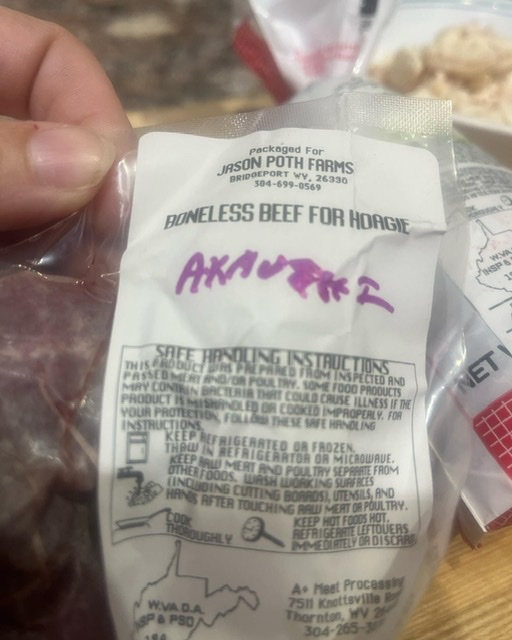 Packaged For
JASON POTH FARMS
BRIDGEPORT WV, 26330
304-699-0569
BONELESS BEEF FOR HOAGIE
SAFE HANDLING INSTRUCTIONS
THIS PRODUCT WAS PREPARED FROM INSPECTED AND
PASSED MEAT AND/OR POULTRY. SOME FOOD PRODUCTS
MAY CONTAIN BACTERIA THAT COULD CAUSE ILLNESS IF THE
PRODUCT IS MISHANDLED OR COOKED IMPROPERLY. FOR
YOUR PROTECTION, FOLLOW THESE SAFE HANDLING
INSTRUCTIONS.
KEEP REFRIGERATED OR FROZEN.
THAW IN REFRIGERATOR OR MICROWAVE.
KEEP RAW MEAT AND POULTRY SEPARATE FROM
OTHER FOODS. WASH WORKING SURFACES
(INCLUDING CUTTING BOARDS), UTENSILS, AND
HANDS AFTER TOUCHING RAW MEAT OR POULTRY.
COOK
THOROUGHLY
KEEP HOT FOODS HOT.
REFRIGERATE LEFTOVERS
IMMEDIATELY OR DISCARD.
W.VA D.A.
INSP & PSD
A+ Meat Processing
7511 Knottsville
Thornton, WV
304-265-
W.VA
INSP &
NET